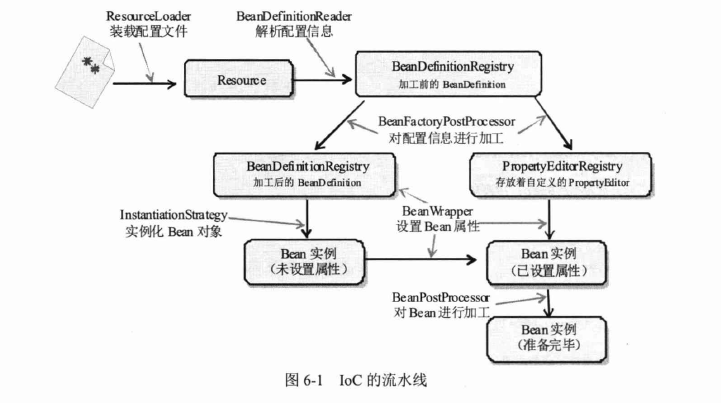 ResourceLoader
装载配置文件
BeanDefinitionReader
解析配置信息
**
Resource
BeanDefinitionRegistry
加工前的 BeanDefinition
BeanFactoryPostProcessor
对配置信息进行加工
BeanDefinitionRegistry
加工后的 BeanDefinition
PropertyEditorRegistry
存放着自定义的 PropertyEditor
InstantiationStrategy
实例化 Bean 对象
BeanWrapper
设置 Bean 属性
Bean 实例
（未设置属性）
Bean 实例
（已设置属性）
BeanPostProcessor
对 Bean 进行加工
Bean 实例
（准备完毕）
图 6-1 IoC 的流水线